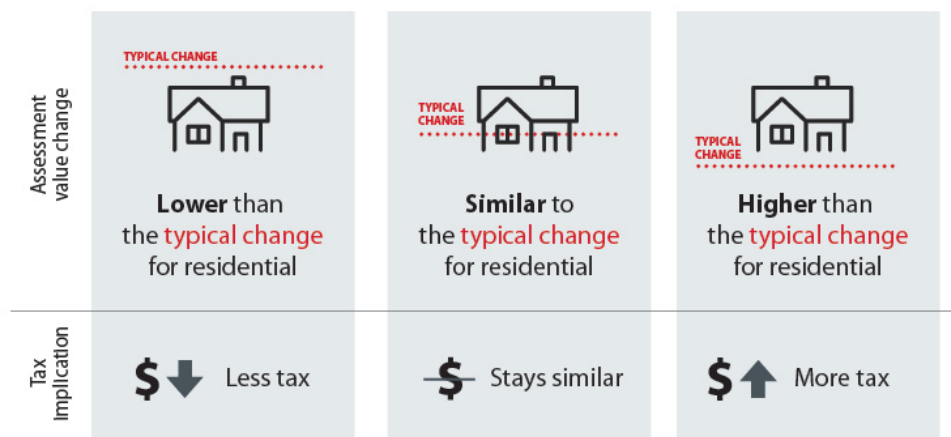 Assessment
value change
TYPICAL CHANGE
Lower than
the typical change
for residential
TYPICAL
CHANGE
Similar to
the typical change
for residential
TYPICAL
CHANGE
Higher than
the typical change
for residential
Tax
Implication
$ Less tax
$ Stays similar
$ More tax